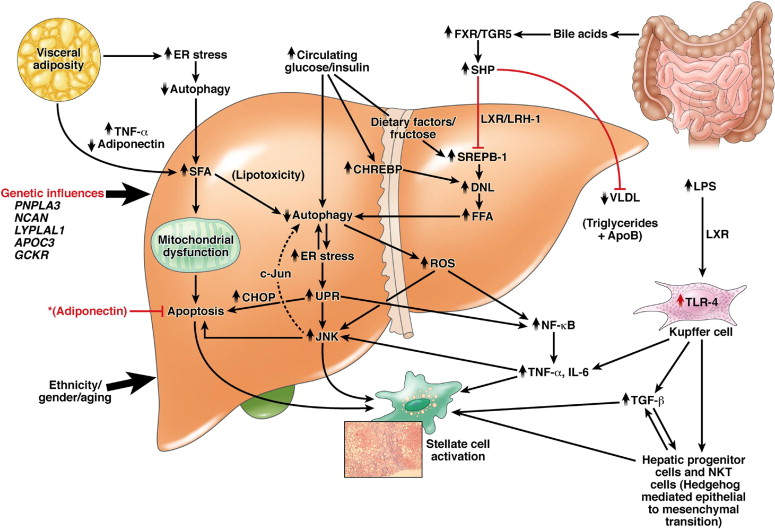 Visceral
adiposity
ER stress
Autophagy
TNF-α
Adiponectin
SFA
(Lipotoxicity)
Genetic influences
PNPLA3
NCAN
LYPLAL1
APOC3
GCKR
Mitochondrial
dysfunction
*(Adiponectin)
Apoptosis
Ethnicity/
gender/aging
Circulating
glucose/insulin
Dietary factors/
fructose
CHREBP
Autophagy
ER stress
c-Jun
CHOP
UPR
JNK
FXR/TGR5
Bile acids
SHP
LXR/LRH-1
SREPB-1
DNL
FFA
VLDL
(Triglycerides
+ ApoB)
ROS
NF-κB
TNF-α, IL-6
LPS
LXR
TLR-4
Kupffer cell
TGF-β
Stellate cell
activation
Hepatic progenitor
cells and NKT
cells (Hedgehog
mediated epithelial
to mesenchymal
transition)